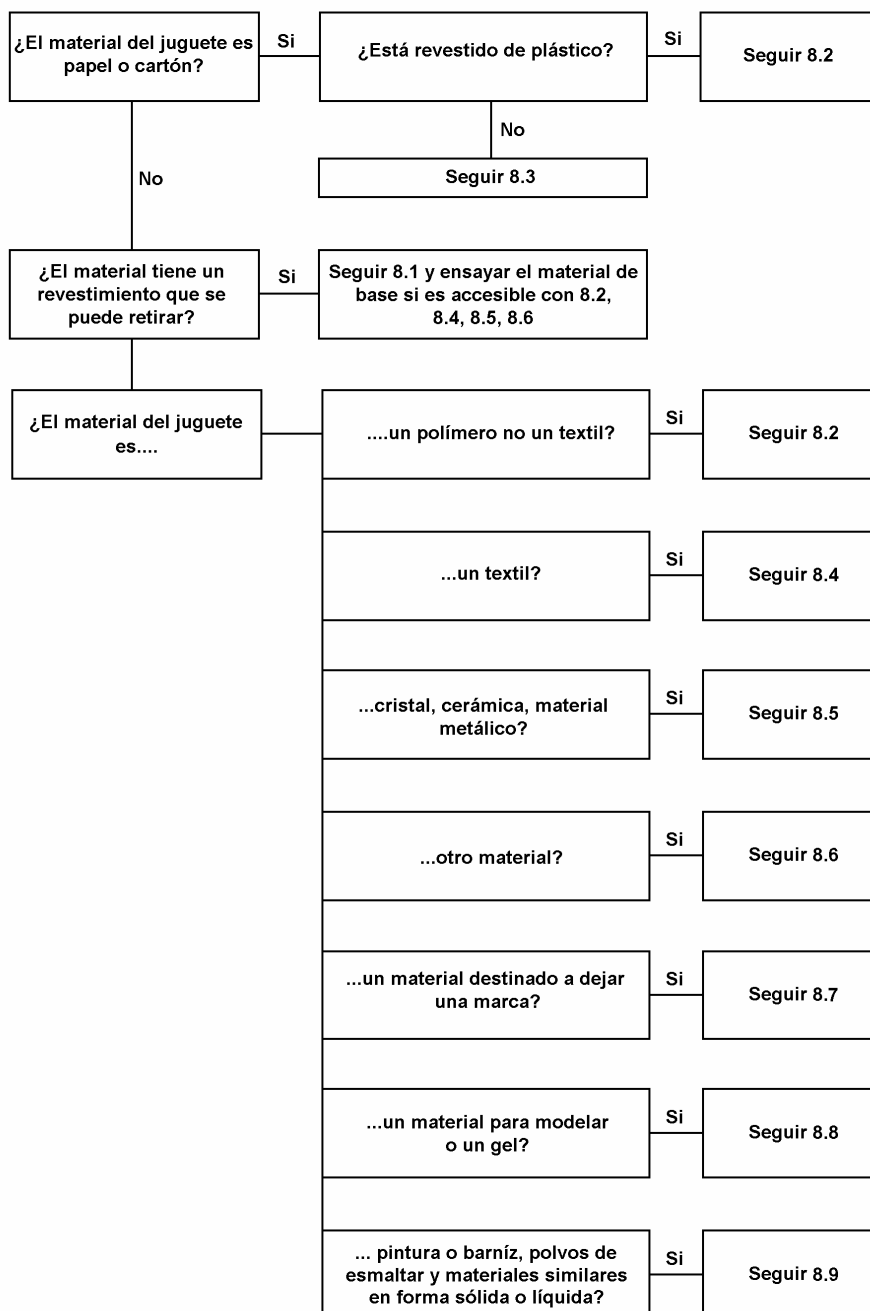 ¿El material del juguete es
papel o cartón?
Si
¿Está revestido de plástico?
Si
Seguir 8.2
No
Seguir 8.3
No
¿El material tiene un
revestimiento que se
puede retirar?
Si
Seguir 8.1 y ensayar el material de
base si es accesible con 8.2,
8.4, 8.5, 8.6
¿El material del juguete
es....
....un polímero no un textil?
Si
Seguir 8.2
...un textil?
Si
Seguir 8.4
...cristal, cerámica, material
metálico?
Si
Seguir 8.5
...otro material?
Si
Seguir 8.6
...un material destinado a dejar
una marca?
Si
Seguir 8.7
...un material para modelar
o un gel?
Si
Seguir 8.8
... pintura o barníz, polvos de
esmaltar y materiales similares
en forma sólida o líquida?
Si
Seguir 8.9